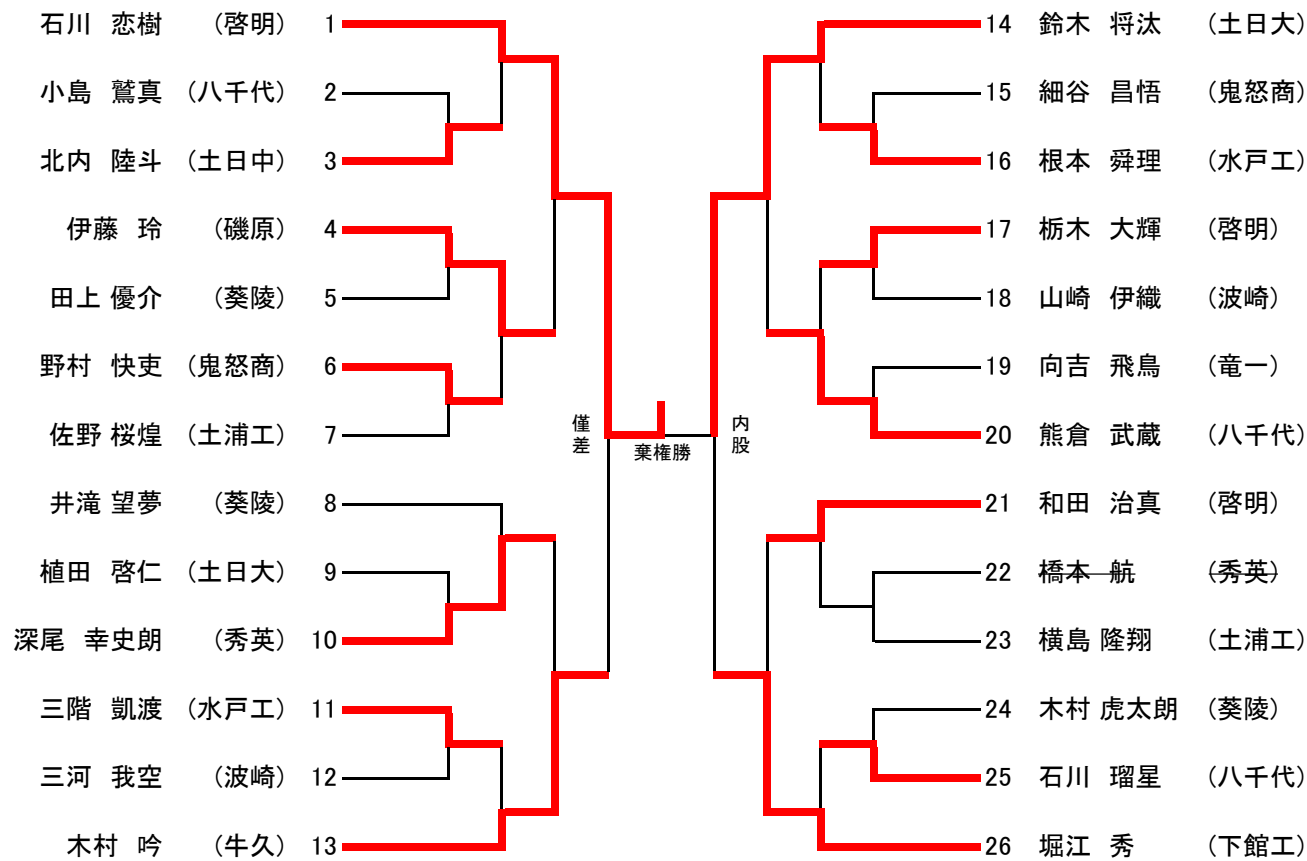 石川 恋樹 (啓明) 1
小島 鷲真 (八千代) 2
北内 陸斗 (土日中) 3
伊藤 玲 (磯原) 4
田上 優介 (葵陵) 5
野村 快吏 (鬼怒商) 6
佐野 桜煌 (土浦工) 7
井滝 望夢 (葵陵) 8
植田 啓仁 (土日大) 9
深尾 幸史朗 (秀英) 10
三階 凱渡 (水戸工) 11
三河 我空 (波崎) 12
木村 吟 (牛久) 13
僅差
棄権勝
内股
14 鈴木 将汰 (土日大)
15 細谷 昌悟 (鬼怒商)
16 根本 舜理 (水戸工)
17 栃木 大輝 (啓明)
18 山崎 伊織 (波崎)
19 向吉 飛鳥 (竜一)
20 熊倉 武蔵 (八千代)
21 和田 治真 (啓明)
22 橋本 航 (秀英)
23 横島 隆翔 (土浦工)
24 木村 虎太朗 (葵陵)
25 石川 瑠星 (八千代)
26 堀江 秀 (下館工)